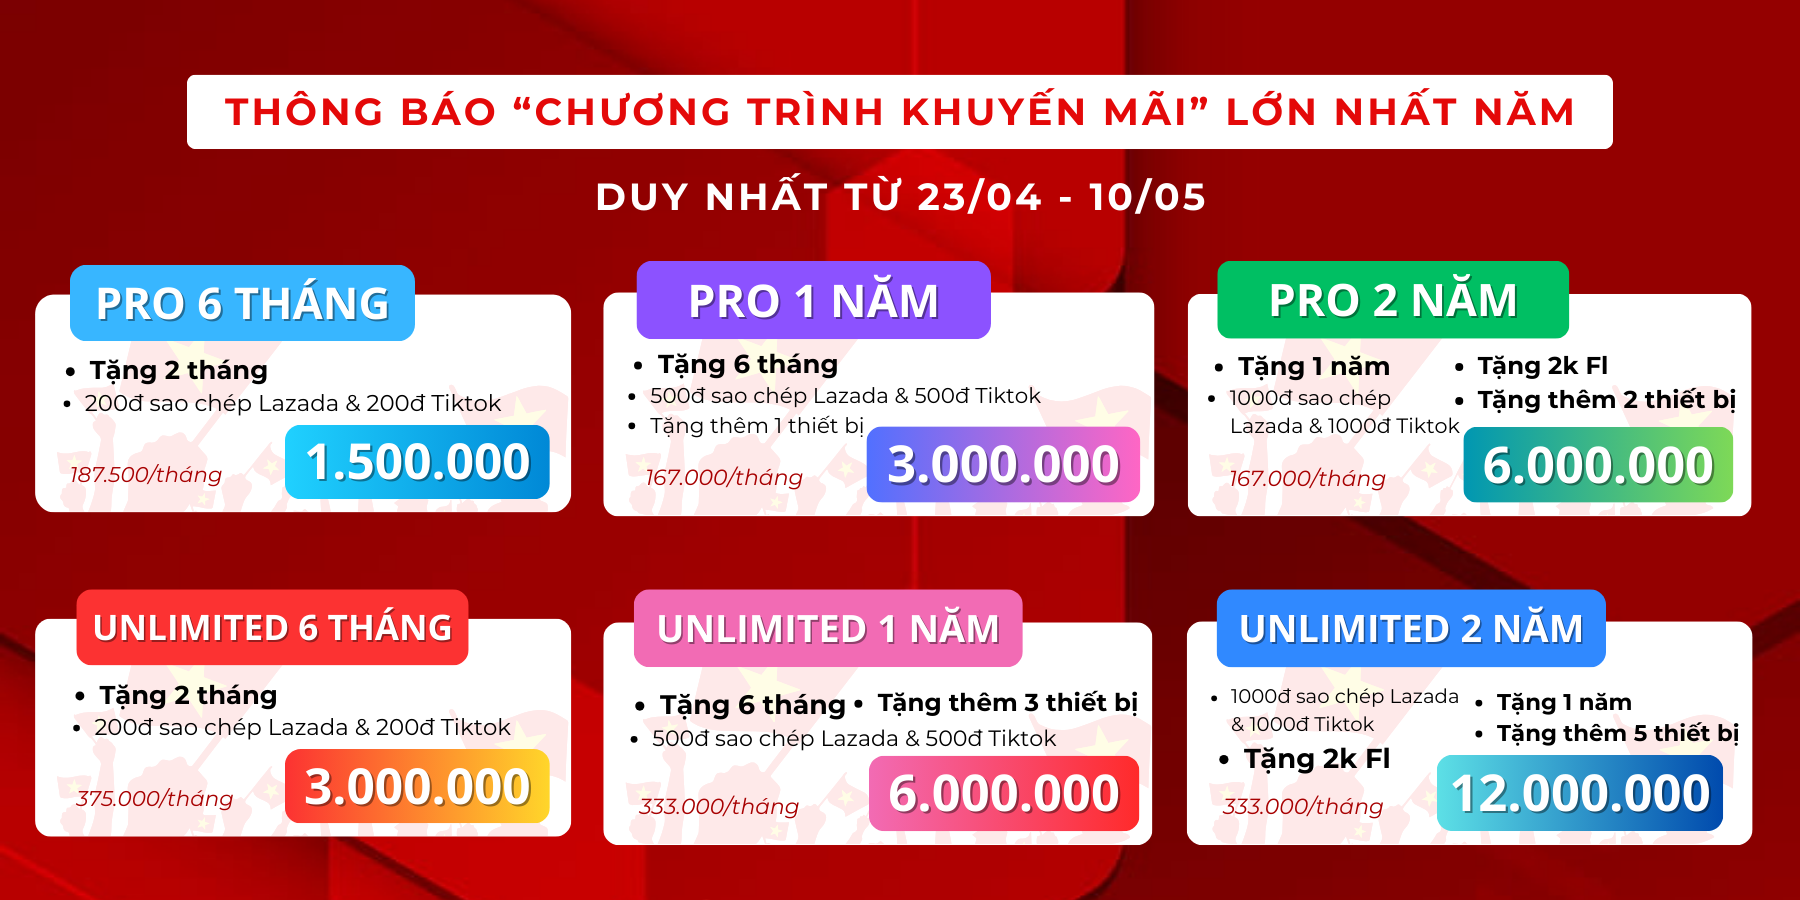 THÔNG BÁO “CHƯƠNG TRÌNH KHUYẾN MÃI” LỚN NHẤT NĂM
DUY NHẤT TỪ 23/04 - 10/05
PRO 6 THÁNG
• Tặng 2 tháng
• 200đ sao chép Lazada & 200đ Tiktok
187.500/tháng
1.500.000
PRO 1 NĂM
• Tặng 6 tháng
• 500đ sao chép Lazada & 500đ Tiktok
• Tặng thêm 1 thiết bị
167.000/tháng
3.000.000
PRO 2 NĂM
• Tặng 1 năm
• 1000đ sao chép
Lazada & 1000đ Tiktok
• Tặng 2k Fl
• Tặng thêm 2 thiết bị
167.000/tháng
6.000.000
UNLIMITED 6 THÁNG
• Tặng 2 tháng
• 200đ sao chép Lazada & 200đ Tiktok
375.000/tháng
3.000.000
UNLIMITED 1 NĂM
• Tặng 6 tháng
• Tặng thêm 3 thiết bị
• 500đ sao chép Lazada & 500đ Tiktok
333.000/tháng
6.000.000
UNLIMITED 2 NĂM
• 1000đ sao chép Lazada
& 1000đ Tiktok
• Tặng 2k Fl
• Tặng 1 năm
• Tặng thêm 5 thiết bị
333.000/tháng
12.000.000